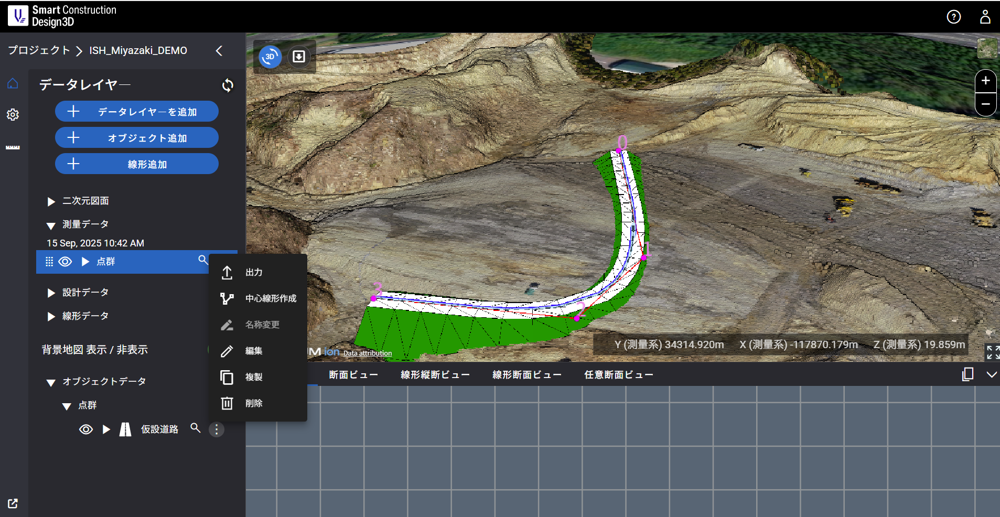 Smart Construction
Design3D
プロジェクト
ISH_Miyazaki_DEMO
データレイヤー
データレイヤーを追加
オブジェクト追加
線形追加
二次元図面
測量データ
15 Sep, 2025 10:42 AM
点群
設計データ
線形データ
背景地図 表示 / 非表示
オブジェクトデータ
点群
仮設道路
出力
中心線形作成
名称変更
編集
複製
削除
3D
0
1
2
3
M ion
Data attribution
Y (測量系) 34314.920m
X (測量系) -117870.179m
Z (測量系) 19.859m
断面ビュー
線形縦断ビュー
線形断面ビュー
任意断面ビュー